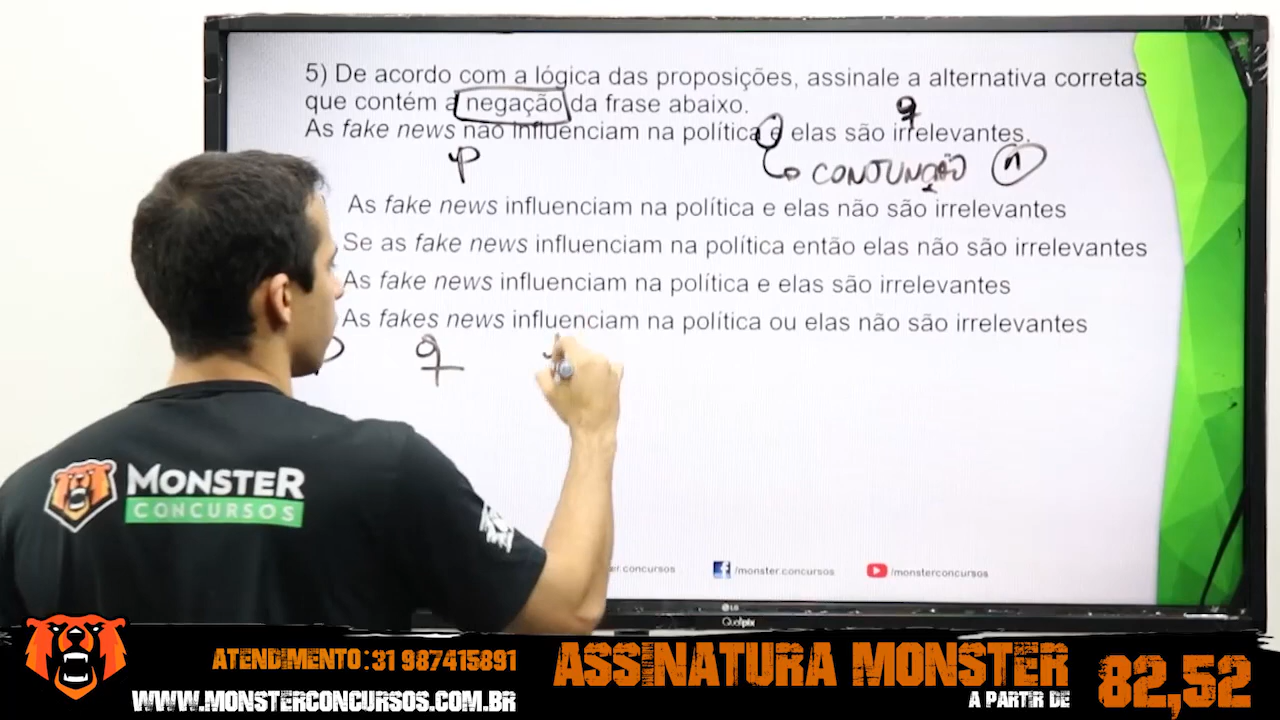 5) De acordo com a lógica das proposições, assinale a alternativa corretas
que contém a negação da frase abaixo.
q
As fake news não influenciam na política e elas são irrelevantes.
p
CONJUNÇÃO
As fake news influenciam na política e elas não são irrelevantes
Se as fake news influenciam na política então elas não são irrelevantes
As fake news influenciam na política e elas são irrelevantes
As fakes news influenciam na política ou elas não são irrelevantes
q
MONSTER
CONCURSOS
er.concursos /monster.concursos /monsterconcursos
LG
Qualipix
ATENDIMENTO: 31 987415891
WWW.MONSTERCONCURSOS.COM.BR
ASSINATURA MONSTER
A PARTIR DE
82,52